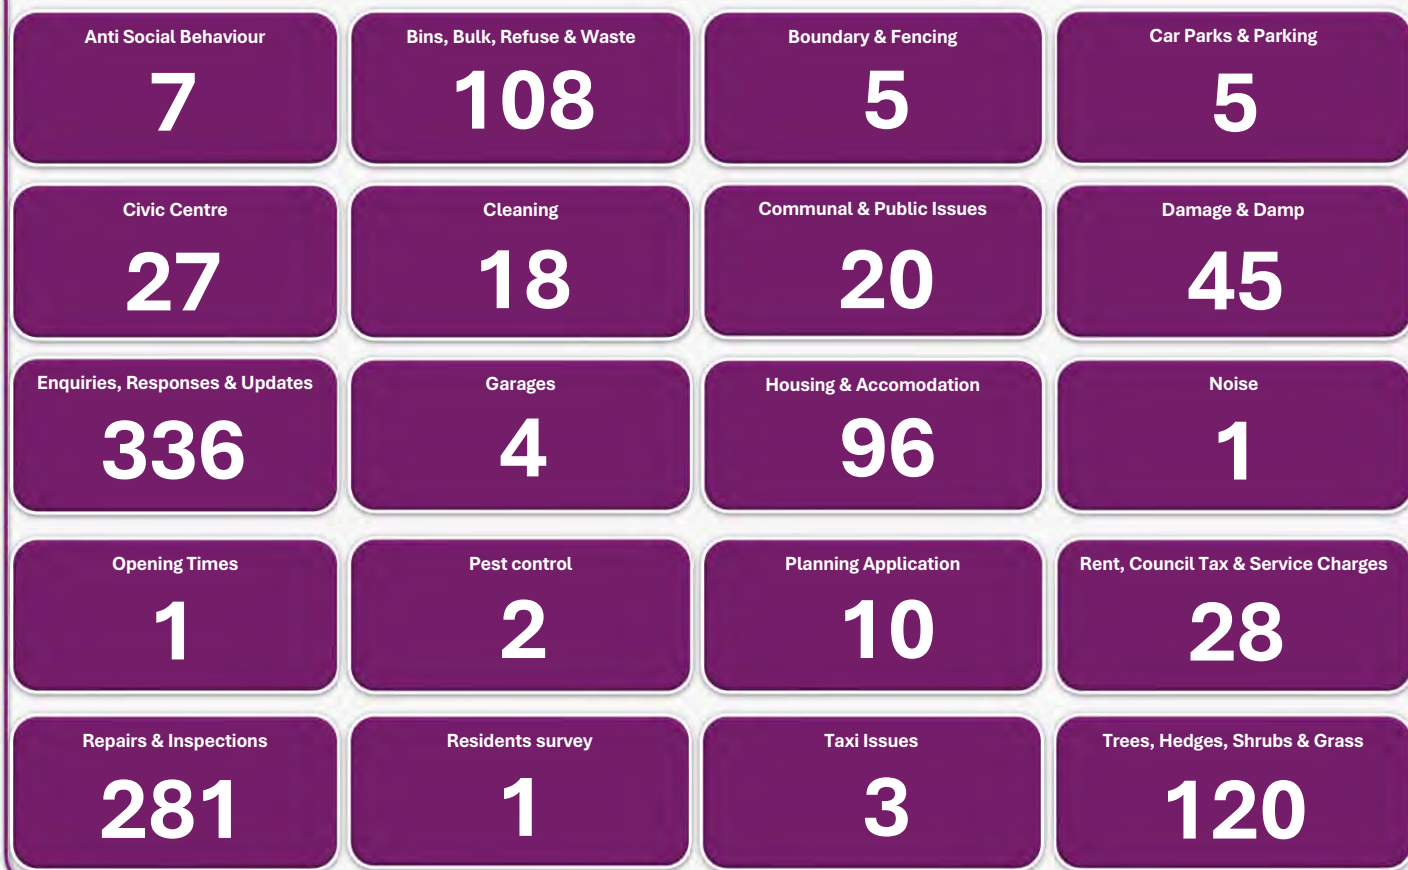 Anti Social Behaviour
7
Bins, Bulk, Refuse & Waste
108
Boundary & Fencing
5
Car Parks & Parking
5
Civic Centre
27
Cleaning
18
Communal & Public Issues
20
Damage & Damp
45
Enquiries, Responses & Updates
336
Garages
4
Housing & Accomodation
96
Noise
1
Opening Times
1
Pest control
2
Planning Application
10
Rent, Council Tax & Service Charges
28
Repairs & Inspections
281
Residents survey
1
Taxi Issues
3
Trees, Hedges, Shrubs & Grass
120